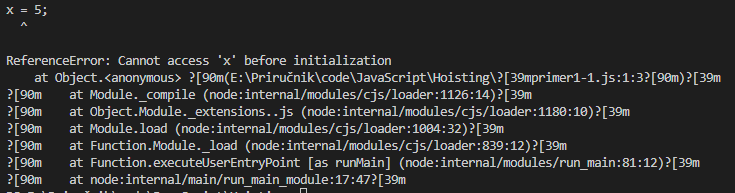 x = 5;
^
ReferenceError: Cannot access 'x' before initialization
at Object.<anonymous> ?[90m(E:\Priručnik\code\JavaScript\Hoisting\?[39mprimer1-1.js:1:3?[90m)?[39m
?[90m    at Module._compile (node:internal/modules/cjs/loader:1126:14)?[39m
?[90m    at Object.Module._extensions..js (node:internal/modules/cjs/loader:1180:10)?[39m
?[90m    at Module.load (node:internal/modules/cjs/loader:1004:32)?[39m
?[90m    at Function.Module._load (node:internal/modules/cjs/loader:839:12)?[39m
?[90m    at Function.executeUserEntryPoint [as runMain] (node:internal/modules/run_main:81:12)?[39m
?[90m    at node:internal/main/run_main_module:17:47?[39m